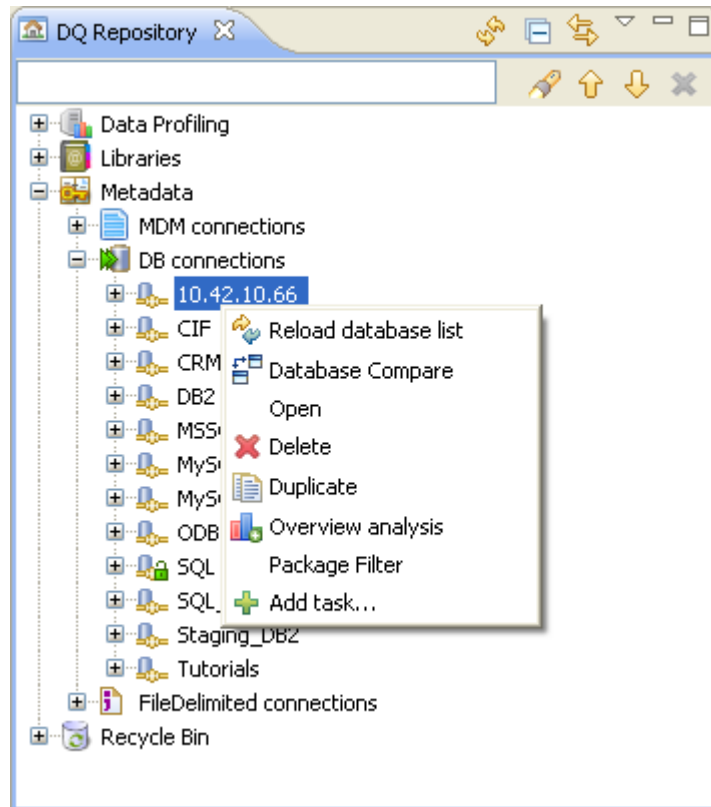 DQ Repository
Data Profiling
Libraries
Metadata
MDM connections
DB connections
10.42.10.66
CIF
Reload database list
CRM
Database Compare
DB2
Open
Delete
Duplicate
ODB
Overview analysis
SQL
Package Filter
SQL_
Add task...
Staging_DB2
Tutorials
FileDelimited connections
Recycle Bin